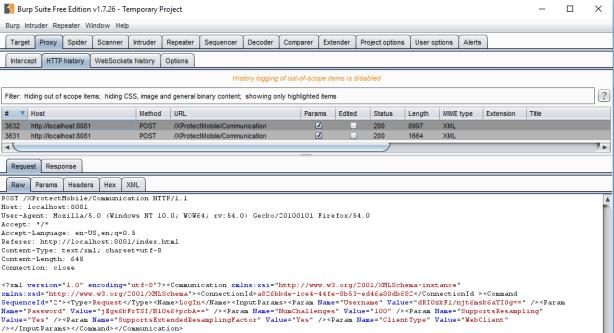 Burp Suite Free Edition v1.7.26 - Temporary Project
Burp Intruder Repeater Window Help
Target Proxy Spider Scanner Intruder Repeater Sequencer Decoder Comparer Extender Project options User options Alerts
Intercept HTTP history WebSockets history Options
History logging of out-of-scope items is disabled
Filter: Hiding out of scope items; hiding CSS, image and general binary content; showing only highlighted items
# Host Method URL Params Edited Status Length MIME type Extension Title
3632 http://localhost:8081 POST /XProtectMobile/Communication 200 8997 XML
3631 http://localhost:8081 POST /XProtectMobile/Communication 200 1664 XML
Request Response
Raw Params Headers Hex XML
POST /XProtectMobile/Communication HTTP/1.1
Host: localhost:8081
User-Agent: Mozilla/5.0 (Windows NT 10.0; WOW64; rv:54.0) Gecko/20100101 Firefox/54.0
Accept: */*
Accept-Language: en-US,en;q=0.5
Referer: http://localhost:8081/index.html
Content-Type: text/xml; charset=utf-8
Content-Length: 648
Connection: close
<?xml version="1.0" encoding="utf-8"?><Communication xmlns:xsi="http://www.w3.org/2001/XMLSchema-instance"
xmlns:xsd="http://www.w3.org/2001/XMLSchema"><ConnectionId></ConnectionId ><Command
SequenceId="2"><Type>Request</Type><Name>LogIn</Name><InputParams><Param Name="Username" Value= /><Param
Name="Password" Value= /><Param Name="NumChallenges" Value="100" /><Param Name="SupportsResampling"
Value="Yes" /><Param Name="SupportsExtendedResamplingFactor" Value="Yes" /><Param Name="ClientType" Value="WebClient"
/></InputParams></Command></Communication>